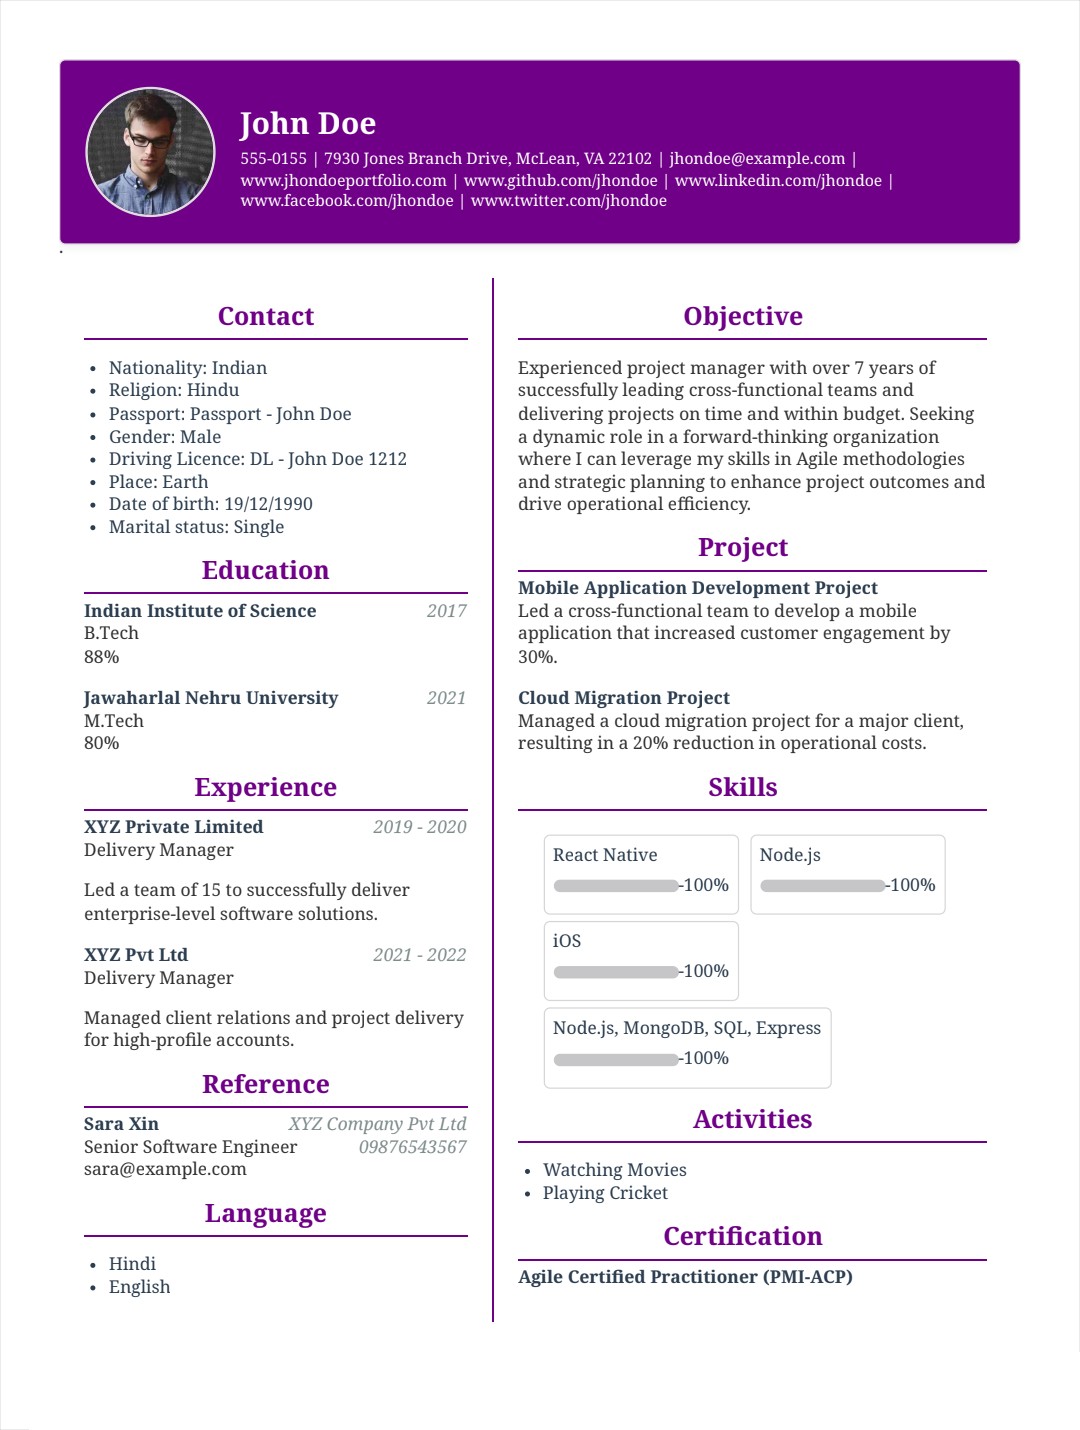 John Doe
555-0155 | 7930 Jones Branch Drive, McLean, VA 22102 | jhondoe@example.com |
www.jhondoeportfolio.com | www.github.com/jhondoe | www.linkedin.com/jhondoe |
www.facebook.com/jhondoe | www.twitter.com/jhondoe
.
Contact
• Nationality: Indian
• Religion: Hindu
• Passport: Passport - John Doe
• Gender: Male
• Driving Licence: DL - John Doe 1212
• Place: Earth
• Date of birth: 19/12/1990
• Marital status: Single
Education
Indian Institute of Science 2017
B.Tech
88%
Jawaharlal Nehru University 2021
M.Tech
80%
Experience
XYZ Private Limited 2019 - 2020
Delivery Manager
Led a team of 15 to successfully deliver
enterprise-level software solutions.
XYZ Pvt Ltd 2021 - 2022
Delivery Manager
Managed client relations and project delivery
for high-profile accounts.
Reference
Sara Xin XYZ Company Pvt Ltd
Senior Software Engineer 09876543567
sara@example.com
Language
• Hindi
• English
Objective
Experienced project manager with over 7 years of
successfully leading cross-functional teams and
delivering projects on time and within budget. Seeking
a dynamic role in a forward-thinking organization
where I can leverage my skills in Agile methodologies
and strategic planning to enhance project outcomes and
drive operational efficiency.
Project
Mobile Application Development Project
Led a cross-functional team to develop a mobile
application that increased customer engagement by
30%.
Cloud Migration Project
Managed a cloud migration project for a major client,
resulting in a 20% reduction in operational costs.
Skills
React Native
-100%
Node.js
-100%
iOS
-100%
Node.js, MongoDB, SQL, Express
-100%
Activities
• Watching Movies
• Playing Cricket
Certification
Agile Certified Practitioner (PMI-ACP)